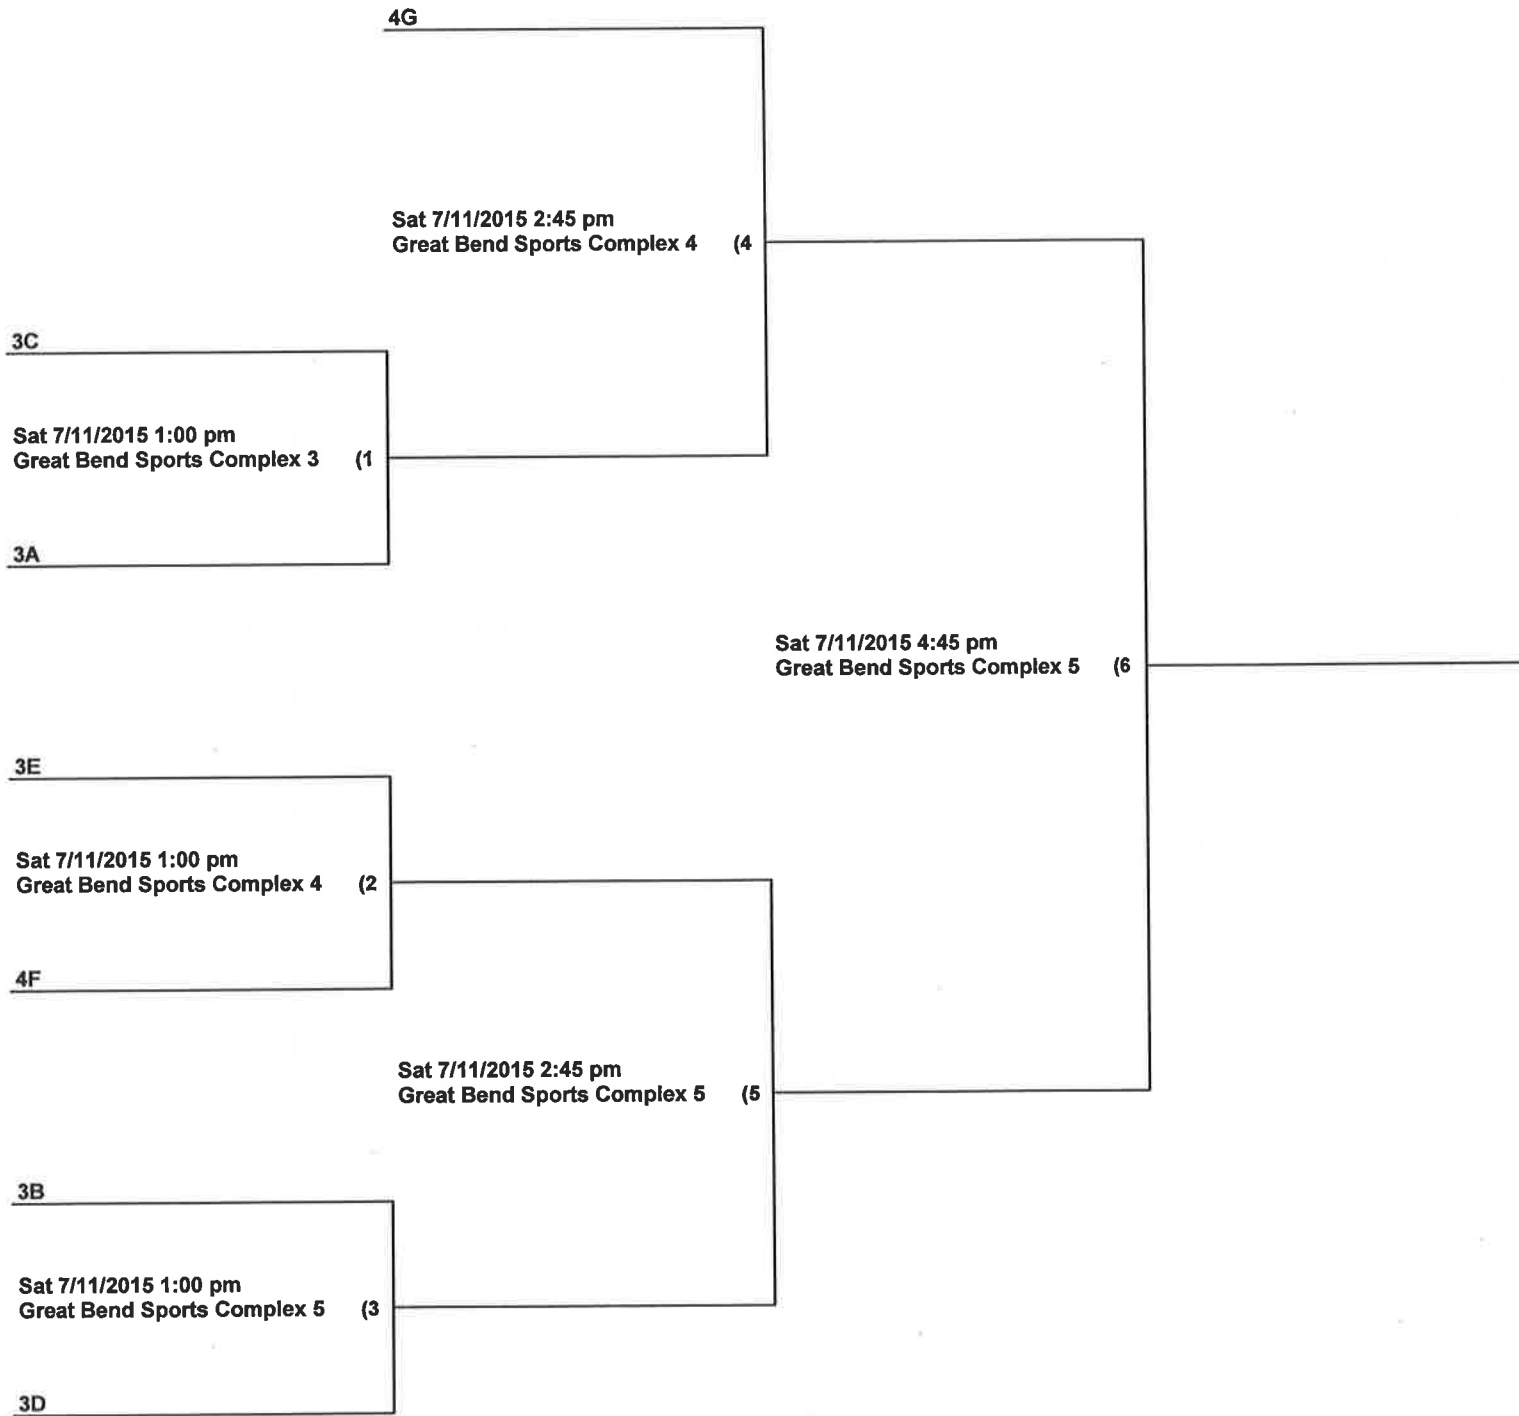 4G
Sat 7/11/2015 2:45 pm
Great Bend Sports Complex 4 (4
3C
Sat 7/11/2015 1:00 pm
Great Bend Sports Complex 3 (1
3A
Sat 7/11/2015 4:45 pm
Great Bend Sports Complex 5 (6
3E
Sat 7/11/2015 1:00 pm
Great Bend Sports Complex 4 (2
4F
Sat 7/11/2015 2:45 pm
Great Bend Sports Complex 5 (5
3B
Sat 7/11/2015 1:00 pm
Great Bend Sports Complex 5 (3
3D